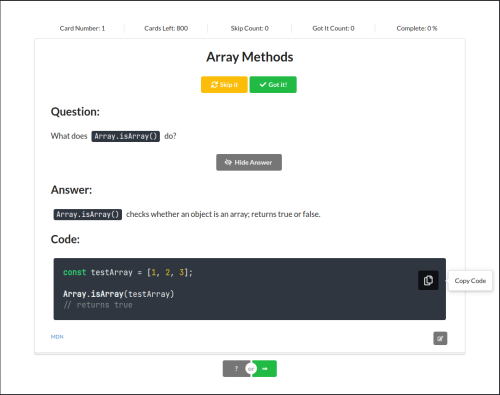 Card Number: 1 Cards Left: 800 Skip Count: 0 Got It Count: 0 Complete: 0 %
Array Methods
Skip it Got it!
Question:
What does Array.isArray() do?
Hide Answer
Answer:
Array.isArray() checks whether an object is an array; returns true or false.
Code:
const testArray = [1, 2, 3];
Array.isArray(testArray)
// returns true
Copy Code
MDN
? or ⇒